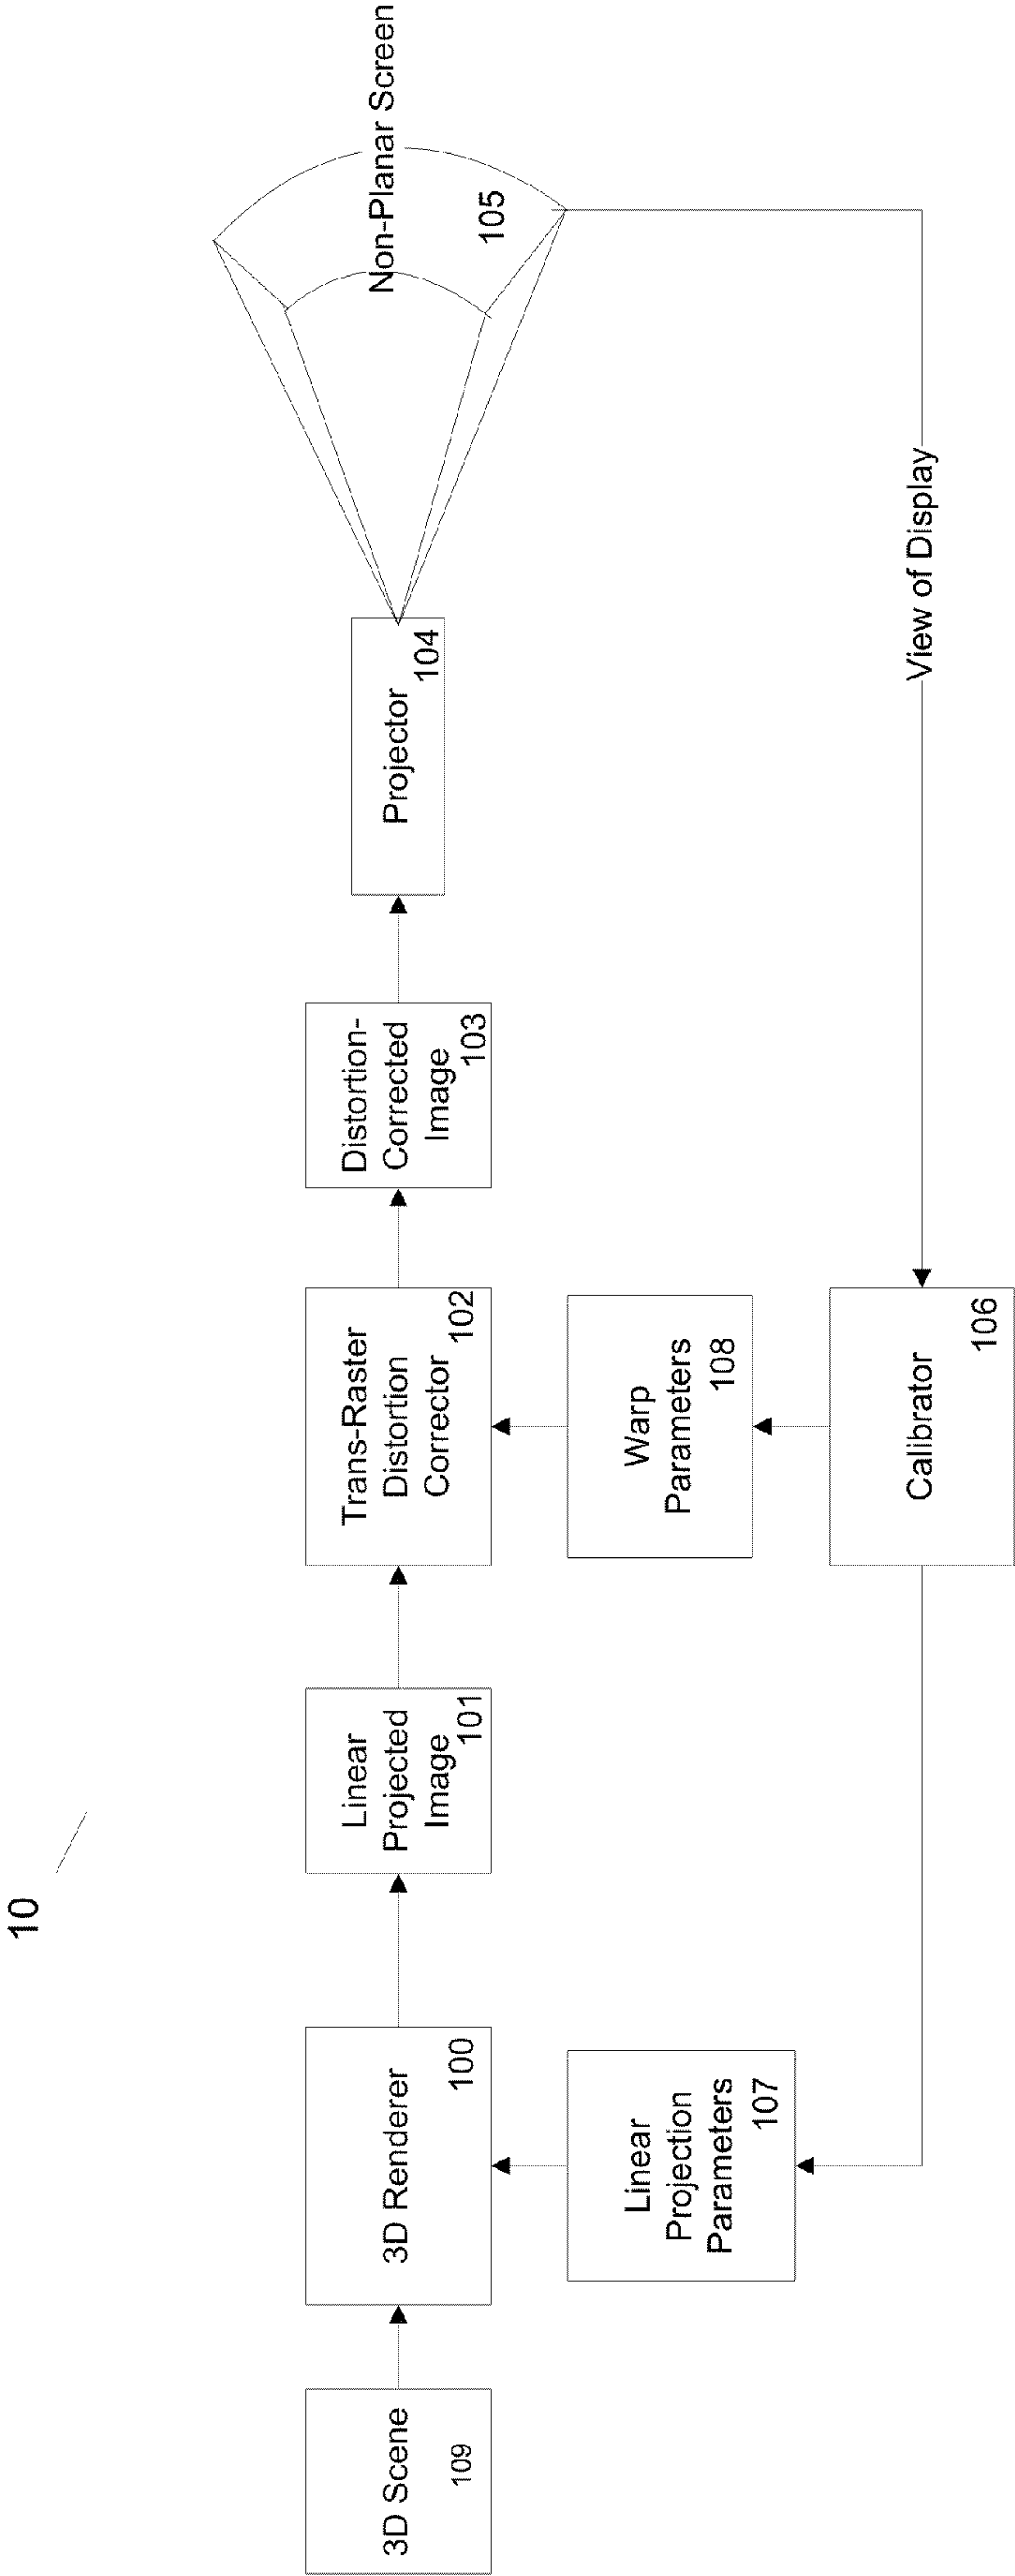 10
3D Scene
109
3D Renderer
100
Linear
Projected
Image
101
Trans-Raster
Distortion
Corrector
102
Distortion-
Corrected
Image
103
Projector
104
Non-Planar Screen
105
Linear
Projection
Parameters
107
Warp
Parameters
108
Calibrator
106
View of Display